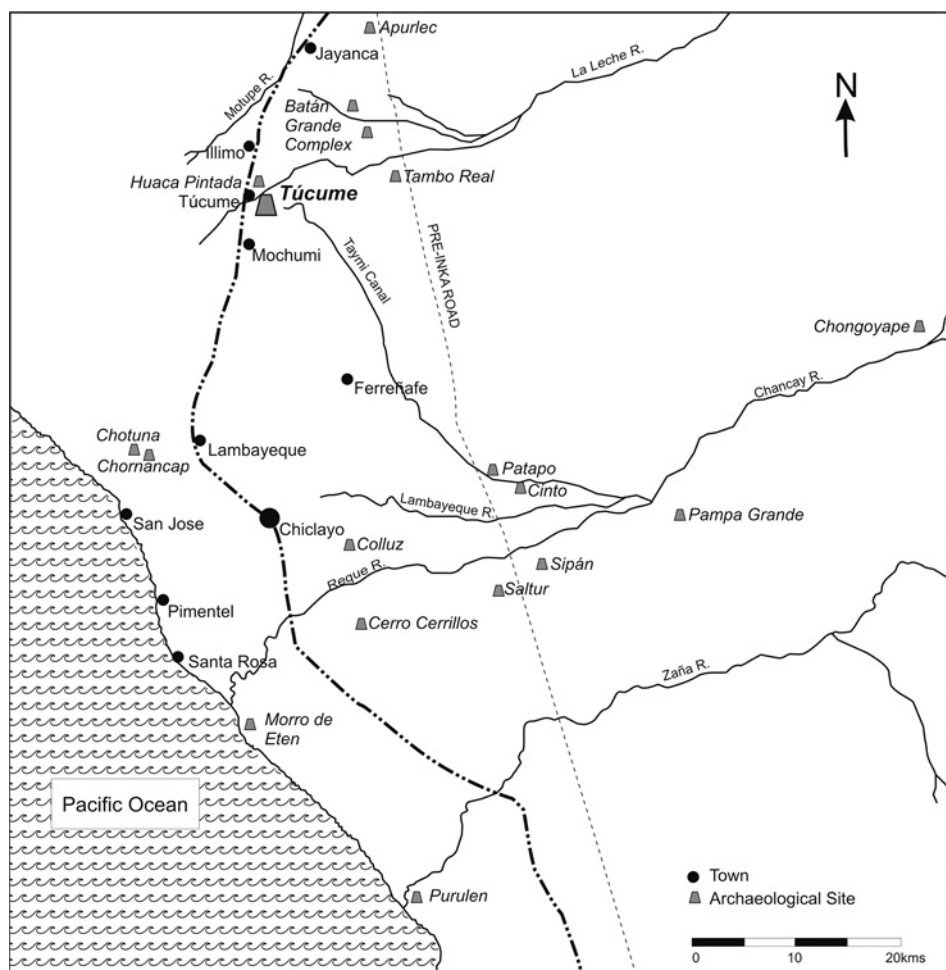 Apurlec
Jayanca
La Leche R.
N
Motupe R.
Batán
Grande
Complex
Illimo
Huaca Pintada
Tambo Real
Túcume
Túcume
Mochumi
Taymi Canal
PRE-INKA ROAD
Chongoyape
Chancay R.
Ferreñafe
Chotuna
Chornancap
Lambayeque
Patapo
Cinto
Lambayeque R.
Pampa Grande
San Jose
Chiclayo
Colluz
Reque R.
Sipán
Saltur
Pimentel
Cerro Cerrillos
Santa Rosa
Zaña R.
Morro de
Eten
Pacific Ocean
Purulen
Town
Archaeological Site
0 10 20kms